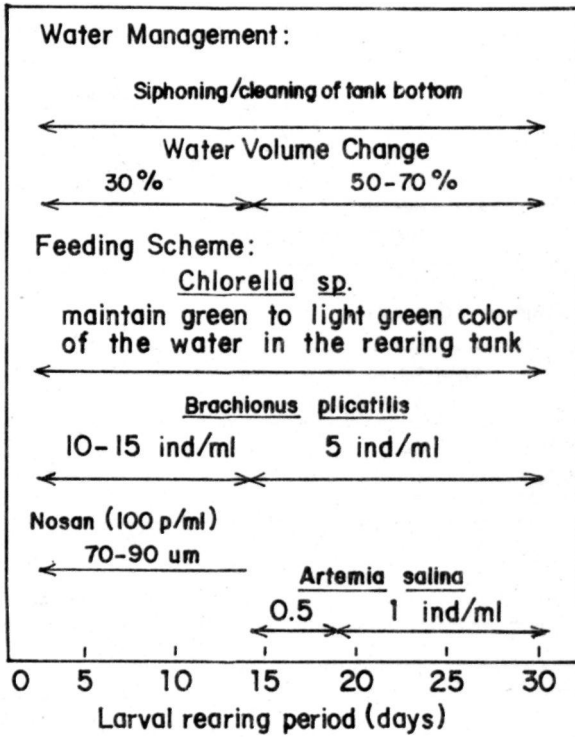 Water Management:
Siphoning/cleaning of tank bottom
Water Volume Change
30% 50-70%
Feeding Scheme:
Chlorella sp.
maintain green to light green color
of the water in the rearing tank
Brachionus plicatilis
10-15 ind/ml 5 ind/ml
Nosan (100 p/ml)
70-90 um
Artemia salina
0.5 1 ind/ml
0 5 10 15 20 25 30
Larval rearing period (days)